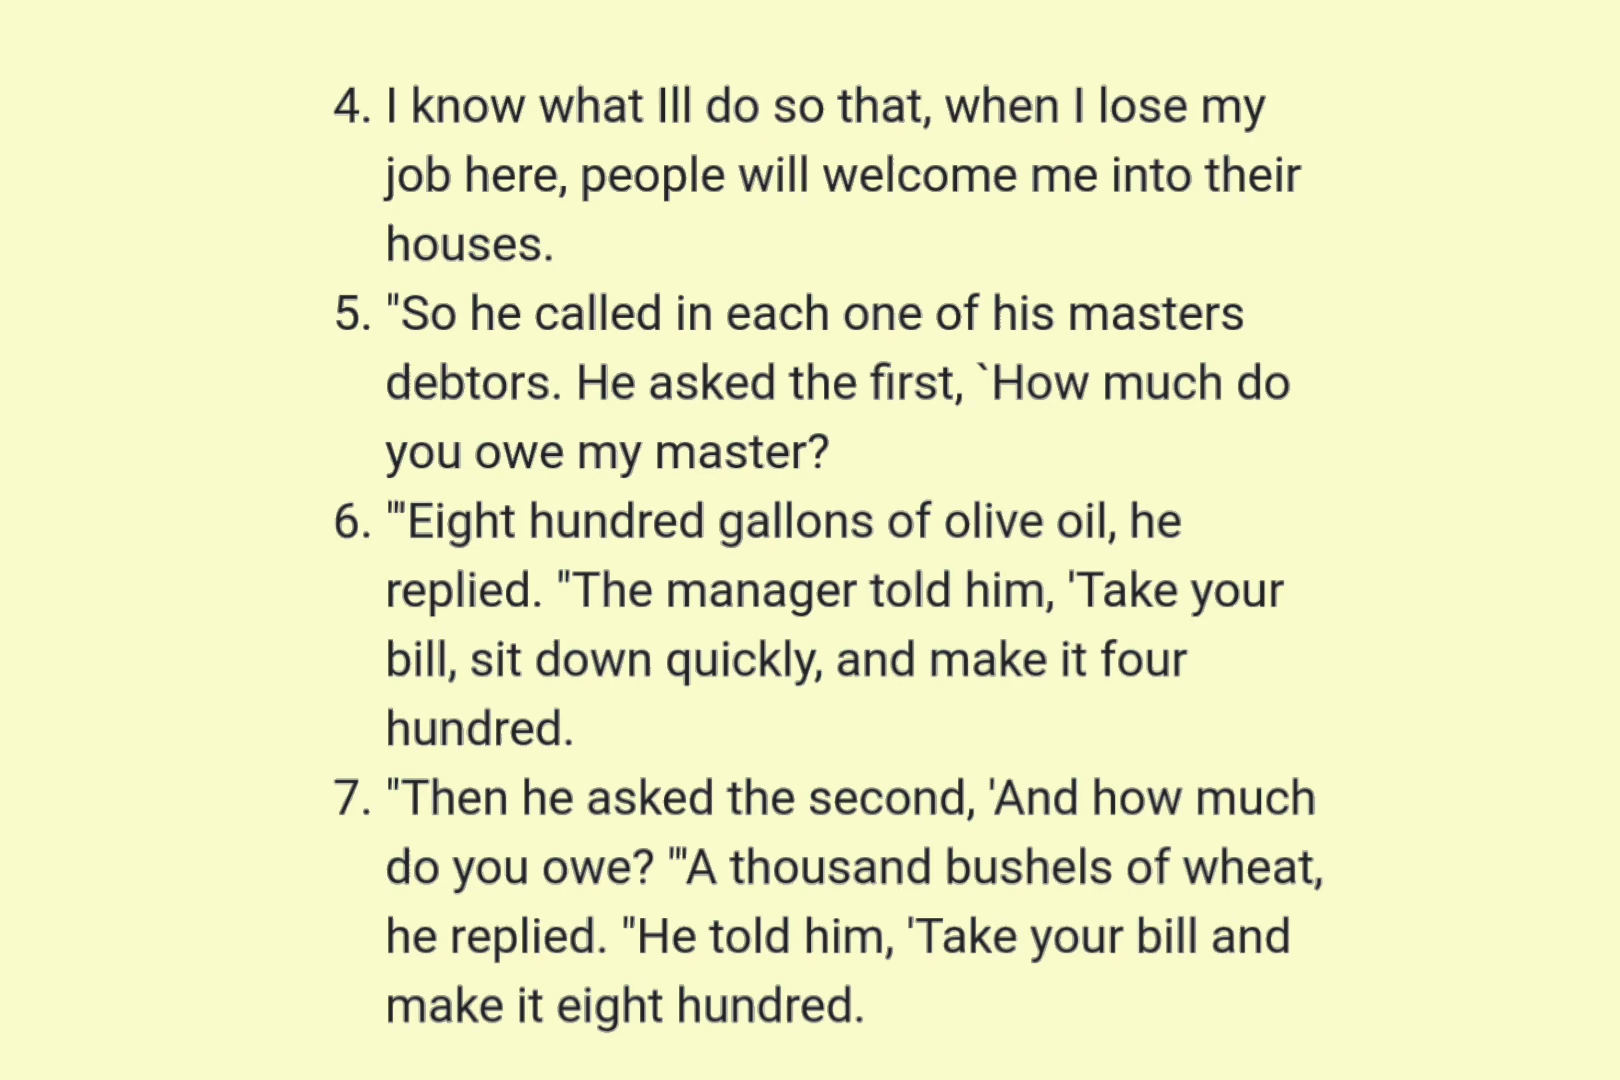 4. I know what Ill do so that, when I lose my
job here, people will welcome me into their
houses.
5. "So he called in each one of his masters
debtors. He asked the first, `How much do
you owe my master?
6. "'Eight hundred gallons of olive oil, he
replied. "The manager told him, 'Take your
bill, sit down quickly, and make it four
hundred.
7. "Then he asked the second, 'And how much
do you owe? "'A thousand bushels of wheat,
he replied. "He told him, 'Take your bill and
make it eight hundred.